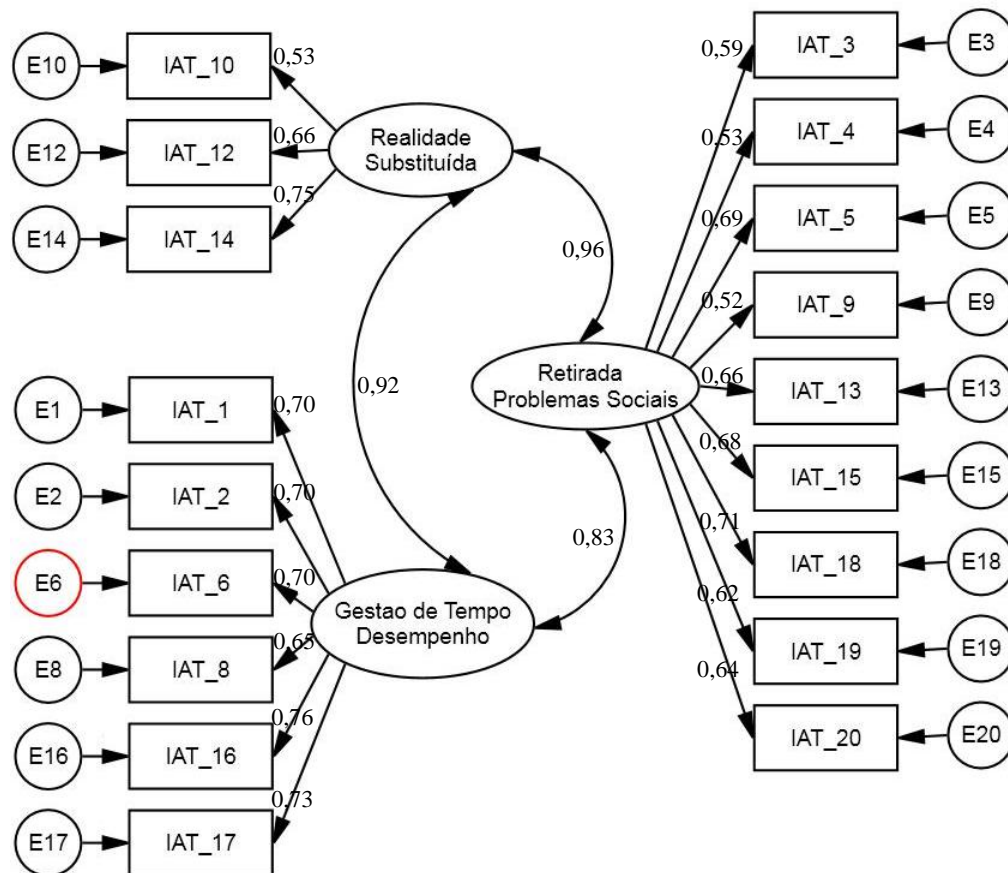 E10
IAT_10
0,53
E12
IAT_12
0,66
E14
IAT_14
0,75
Realidade
Substituída
0,96
0,92
E1
IAT_1
0,70
E2
IAT_2
0,70
E6
IAT_6
0,70
E8
IAT_8
0,65
E16
IAT_16
0,76
E17
IAT_17
0,73
Gestao de Tempo
Desempenho
0,83
Retirada
Problemas Sociais
0,59
IAT_3
E3
0,53
IAT_4
E4
0,69
IAT_5
E5
0,52
IAT_9
E9
0,66
IAT_13
E13
0,68
IAT_15
E15
0,71
IAT_18
E18
0,62
IAT_19
E19
0,64
IAT_20
E20